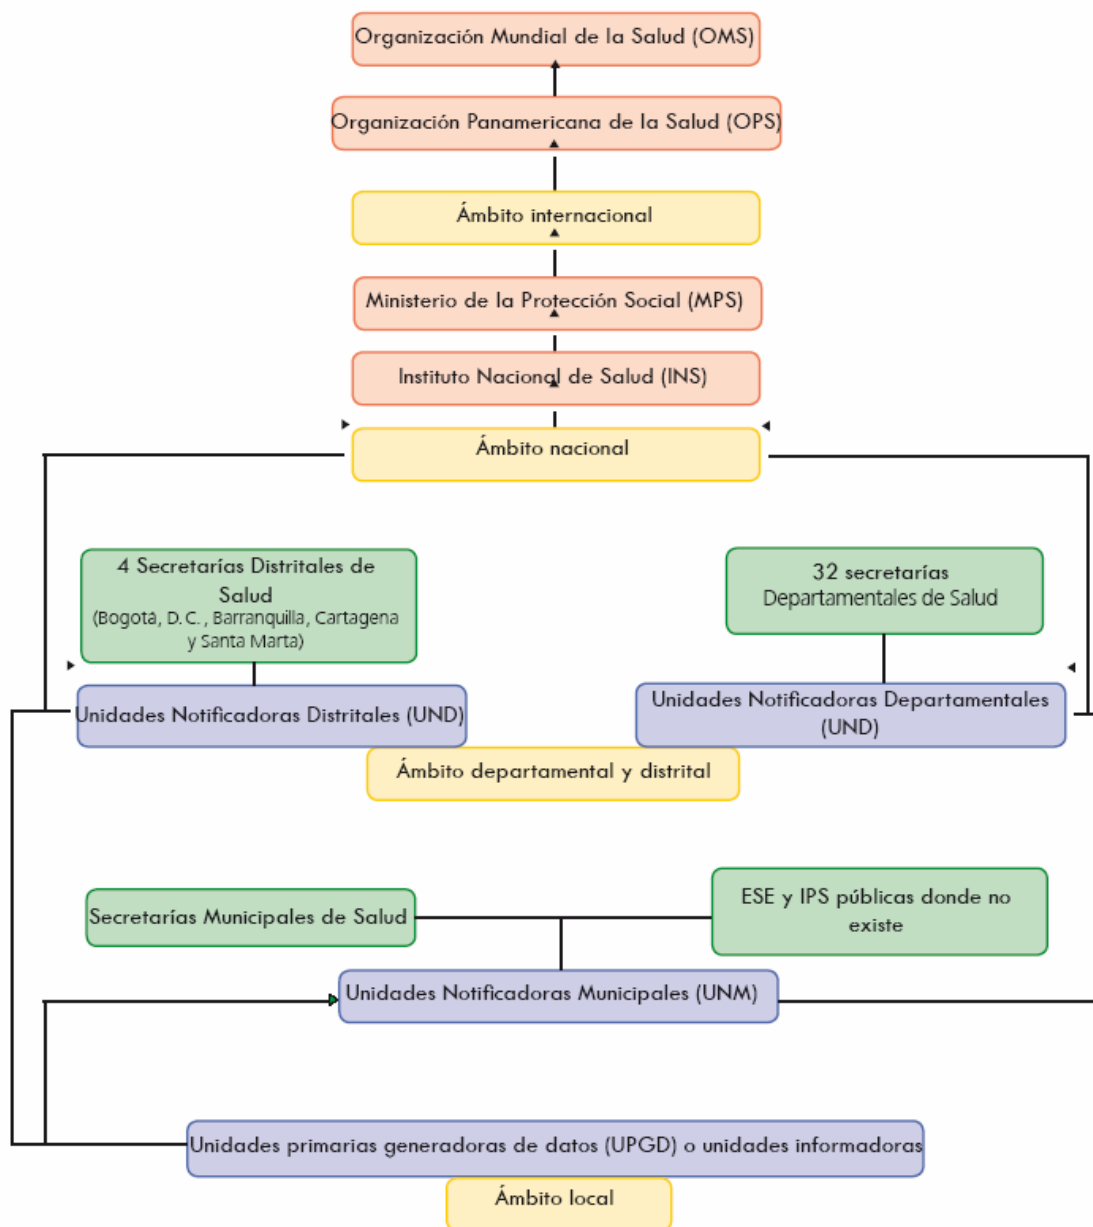 Organización Mundial de la Salud (OMS)
Organización Panamericana de la Salud (OPS)
Ámbito internacional
Ministerio de la Protección Social (MPS)
Instituto Nacional de Salud (INS)
Ámbito nacional
4 Secretarías Distritales de
Salud
(Bogotá, D.C., Barranquilla, Cartagena
y Santa Marta)
32 secretarías
Departamentales de Salud
Unidades Notificadoras Distritales (UND)
Unidades Notificadoras Departamentales
(UND)
Ámbito departamental y distrital
Secretarías Municipales de Salud
ESE y IPS públicas donde no
existe
Unidades Notificadoras Municipales (UNM)
Unidades primarias generadoras de datos (UPGD) o unidades informadoras
Ámbito local